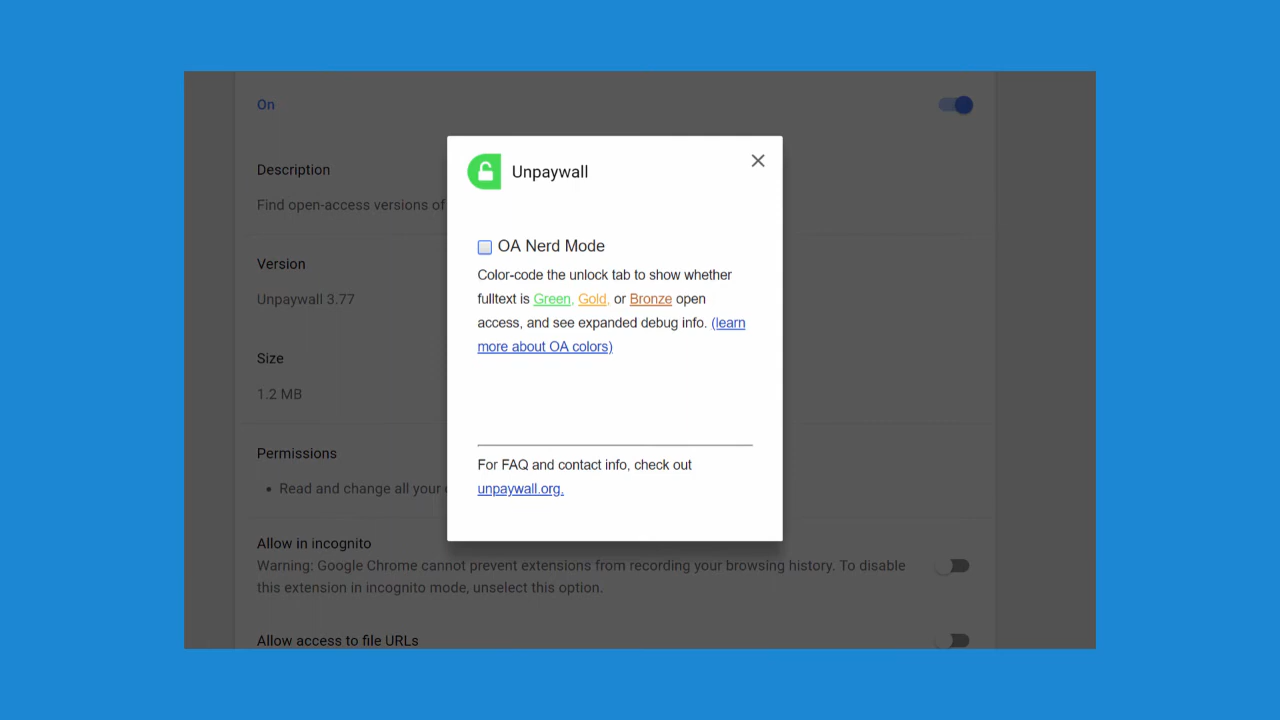 On
Unpaywall
Description
Find open-access versions of
OA Nerd Mode
Color-code the unlock tab to show whether
fulltext is Green, Gold, or Bronze open
access, and see expanded debug info. (learn
more about OA colors)
Version
Unpaywall 3.77
Size
1.2 MB
Permissions
• Read and change all your
For FAQ and contact info, check out
unpaywall.org.
Allow in incognito
Warning: Google Chrome cannot prevent extensions from recording your browsing history. To disable
this extension in incognito mode, unselect this option.
Allow access to file URLs